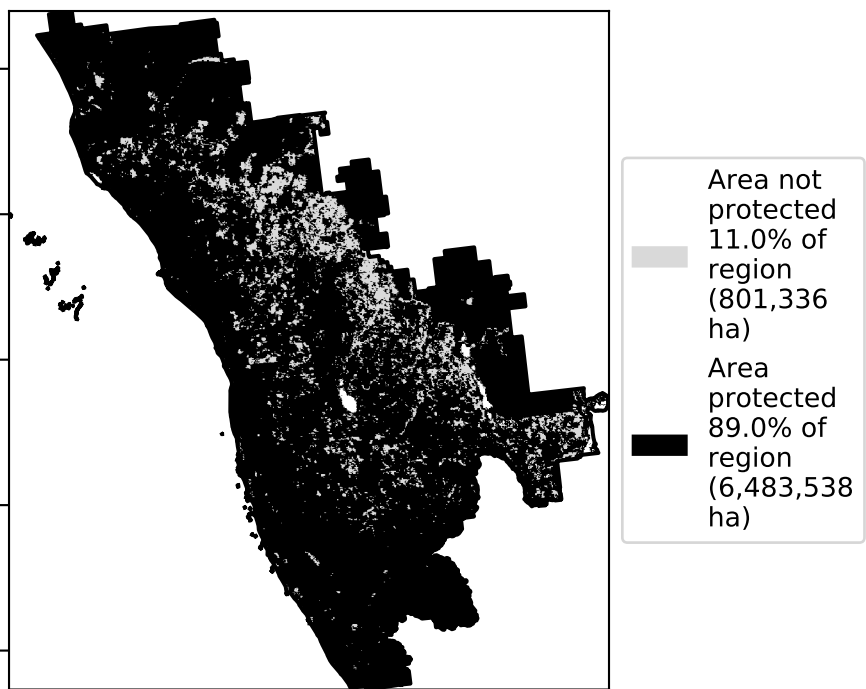 Area not
protected
11.0% of
region
(801,336
ha)
Area
protected
89.0% of
region
(6,483,538
ha)